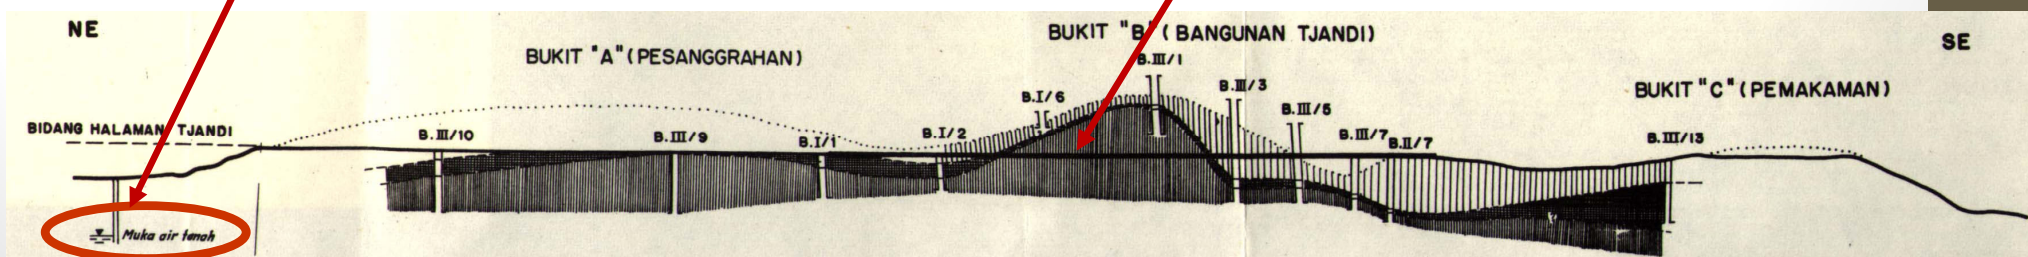 NE
BUKIT "B" (BANGUNAN TJANDI)
SE
BUKIT "A" (PESANGGRAHAN)
B.III/1
B.III/3
BUKIT "C" (PEMAKAMAN)
B.I/6
B.III/5
BIDANG HALAMAN TJANDI
B.III/10
B.III/9
B.I/1
B.I/2
B.III/7
B.II/7
B.III/13
Muka air tanah